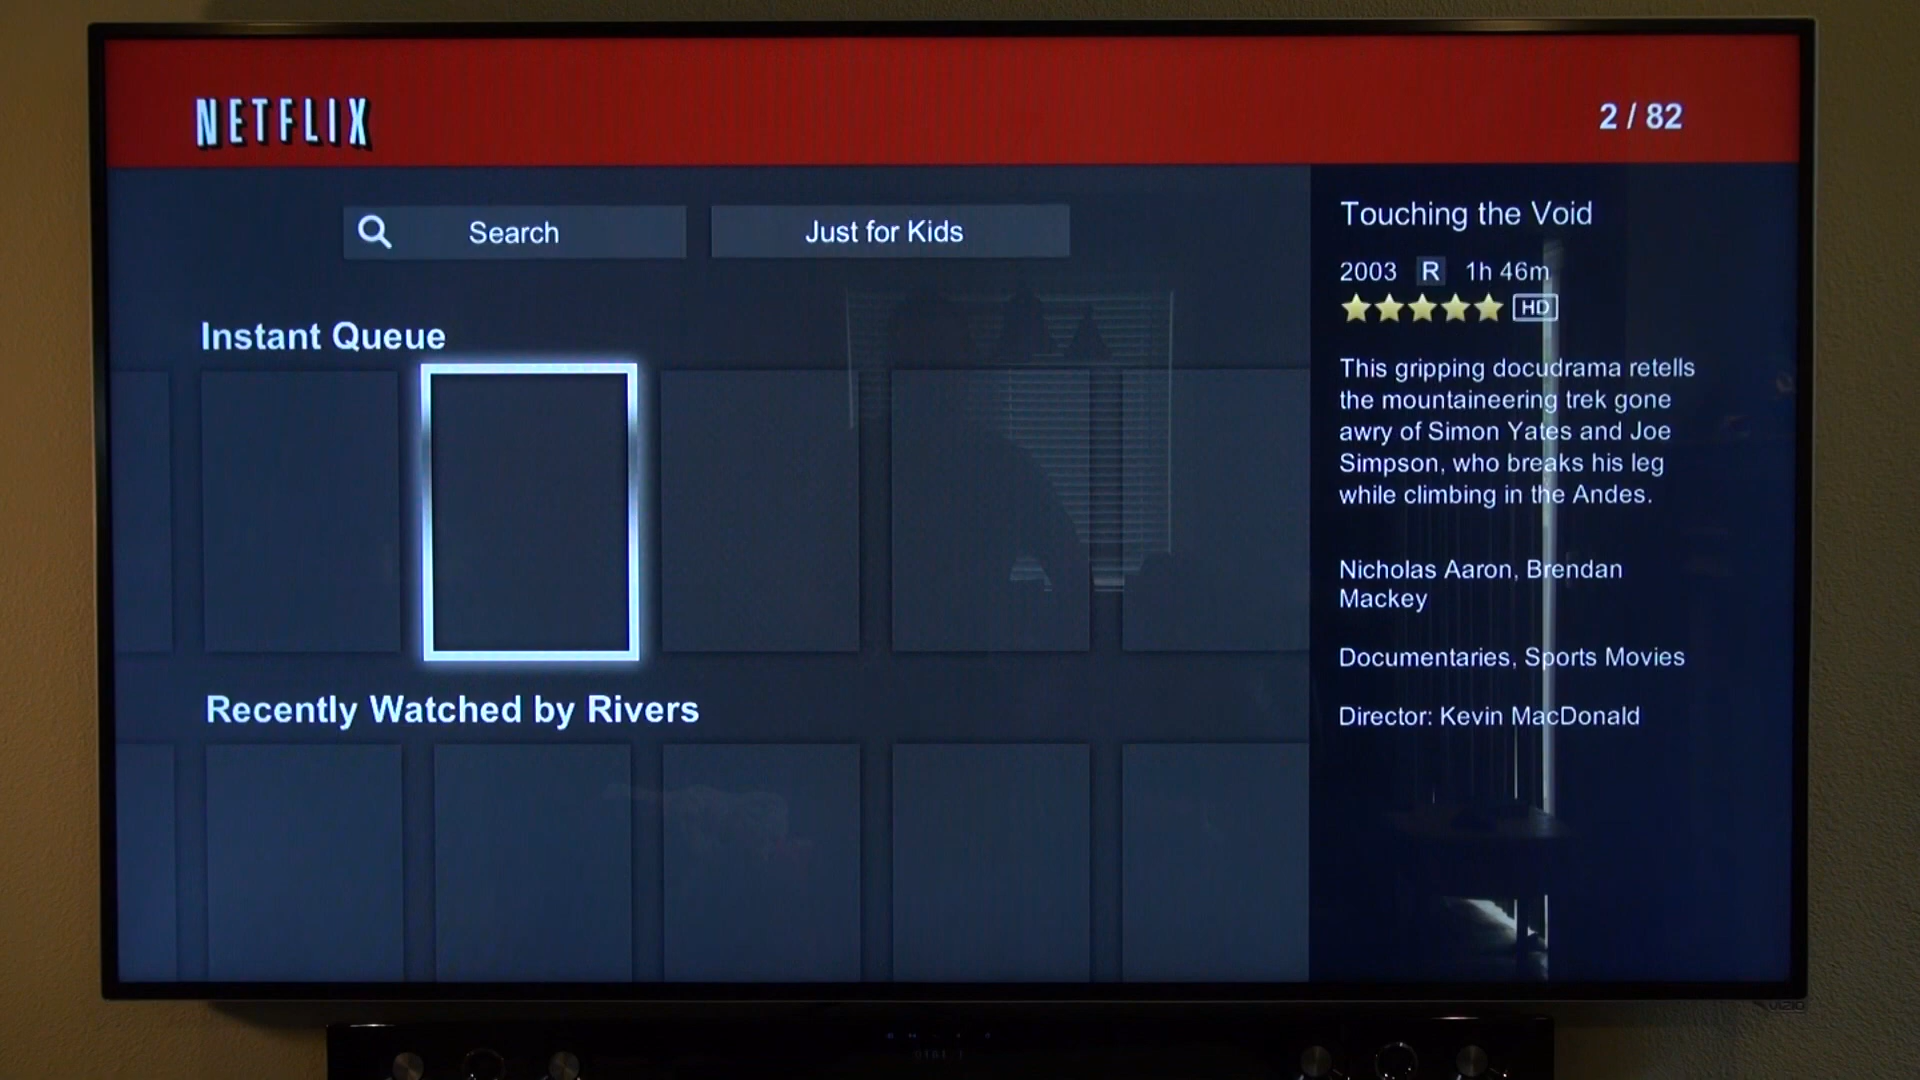 NETFLIX
2 / 82
Search
Just for Kids
Instant Queue
Recently Watched by Rivers
Touching the Void
2003 R 1h 46m
HD
This gripping docudrama retells
the mountaineering trek gone
awry of Simon Yates and Joe
Simpson, who breaks his leg
while climbing in the Andes.
Nicholas Aaron, Brendan
Mackey
Documentaries, Sports Movies
Director: Kevin MacDonald
VIZIO